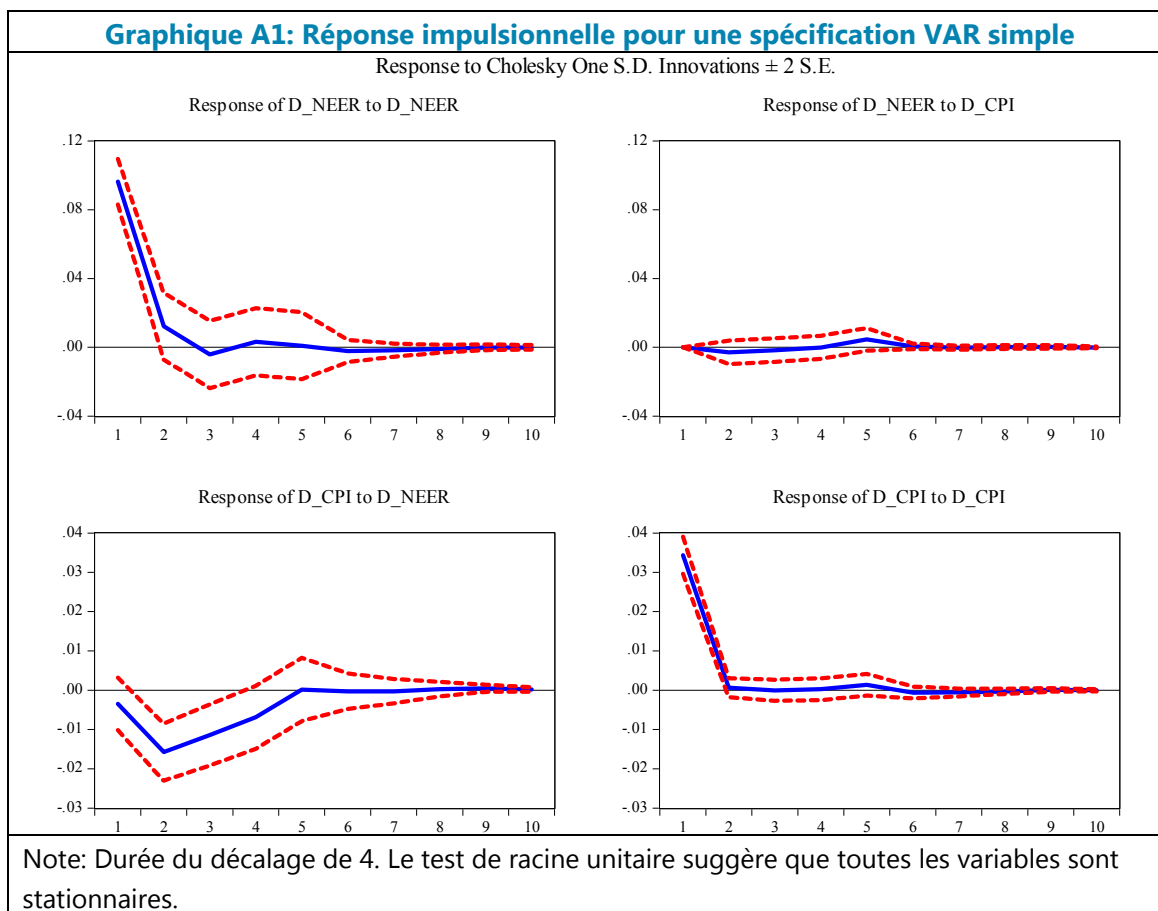 Graphique A1: Réponse impulsionnelle pour une spécification VAR simple
Response to Cholesky One S.D. Innovations ± 2 S.E.
Response of D_NEER to D_NEER
.12
.08
.04
.00
-.04
1 2 3 4 5 6 7 8 9 10
Response of D_NEER to D_CPI
.12
.08
.04
.00
-.04
1 2 3 4 5 6 7 8 9 10
Response of D_CPI to D_NEER
.04
.03
.02
.01
.00
-.01
-.02
-.03
1 2 3 4 5 6 7 8 9 10
Response of D_CPI to D_CPI
.04
.03
.02
.01
.00
-.01
-.02
-.03
1 2 3 4 5 6 7 8 9 10
Note: Durée du décalage de 4. Le test de racine unitaire suggère que toutes les variables sont
stationnaires.